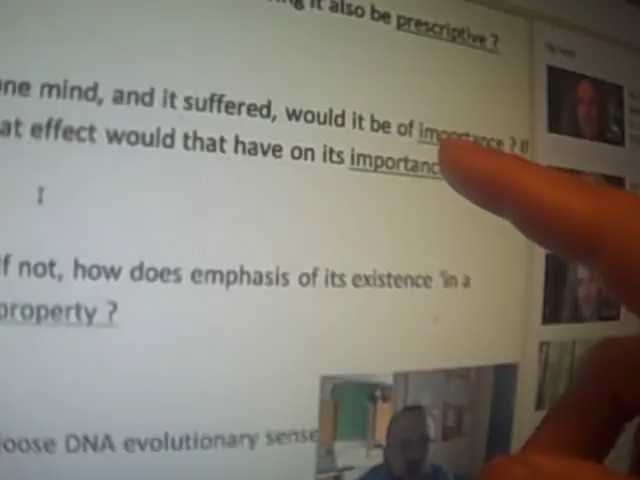 it also be prescriptive ?
ne mind, and it suffered, would it be of importance ? If
at effect would that have on its importanc
f not, how does emphasis of its existence 'in a
property ?
oose DNA evolutionary sense